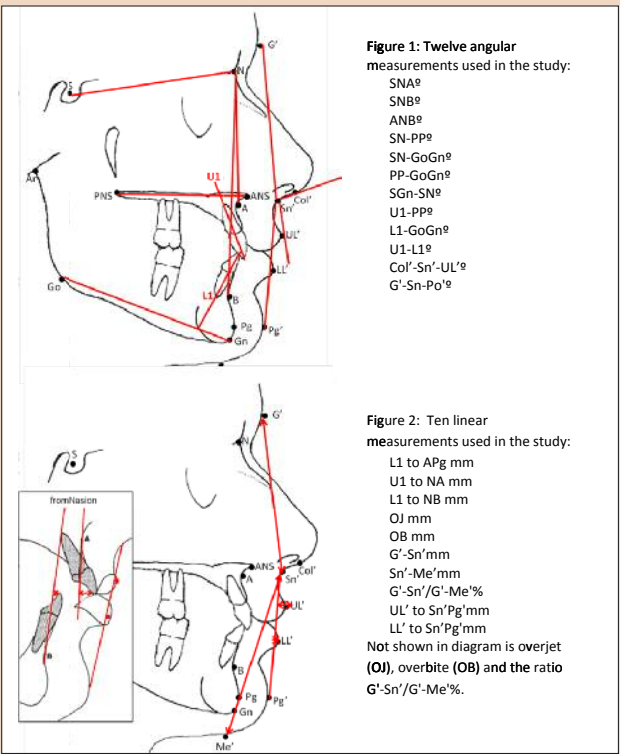 G'
N
S
Ar
U1
PNS
ANS
A
Col'
Sn'
UL'
LL'
Go
L1
B
Pg
Pg'
Gn
Figure 1: Twelve angular
measurements used in the study:
SNAº
SNBº
ANBº
SN-PPº
SN-GoGnº
PP-GoGnº
SGn-SNº
U1-PPº
L1-GoGnº
U1-L1º
Col’-Sn’-UL’º
G'-Sn-Po'º
G'
N
S
fromNasion
A
B
ANS
A
Col'
Sn'
UL'
LL'
B
Pg
Pg'
Gn
Me'
Figure 2:  Ten linear
measurements used in the study:
L1 to APg mm
U1 to NA mm
L1 to NB mm
OJ mm
OB mm
G’-Sn’mm
Sn’-Me’mm
G'-Sn’/G'-Me'%
UL’ to Sn’Pg'mm
LL’ to Sn’Pg'mm
Not shown in diagram is overjet
(OJ), overbite (OB) and the ratio
G'-Sn’/G'-Me'%.